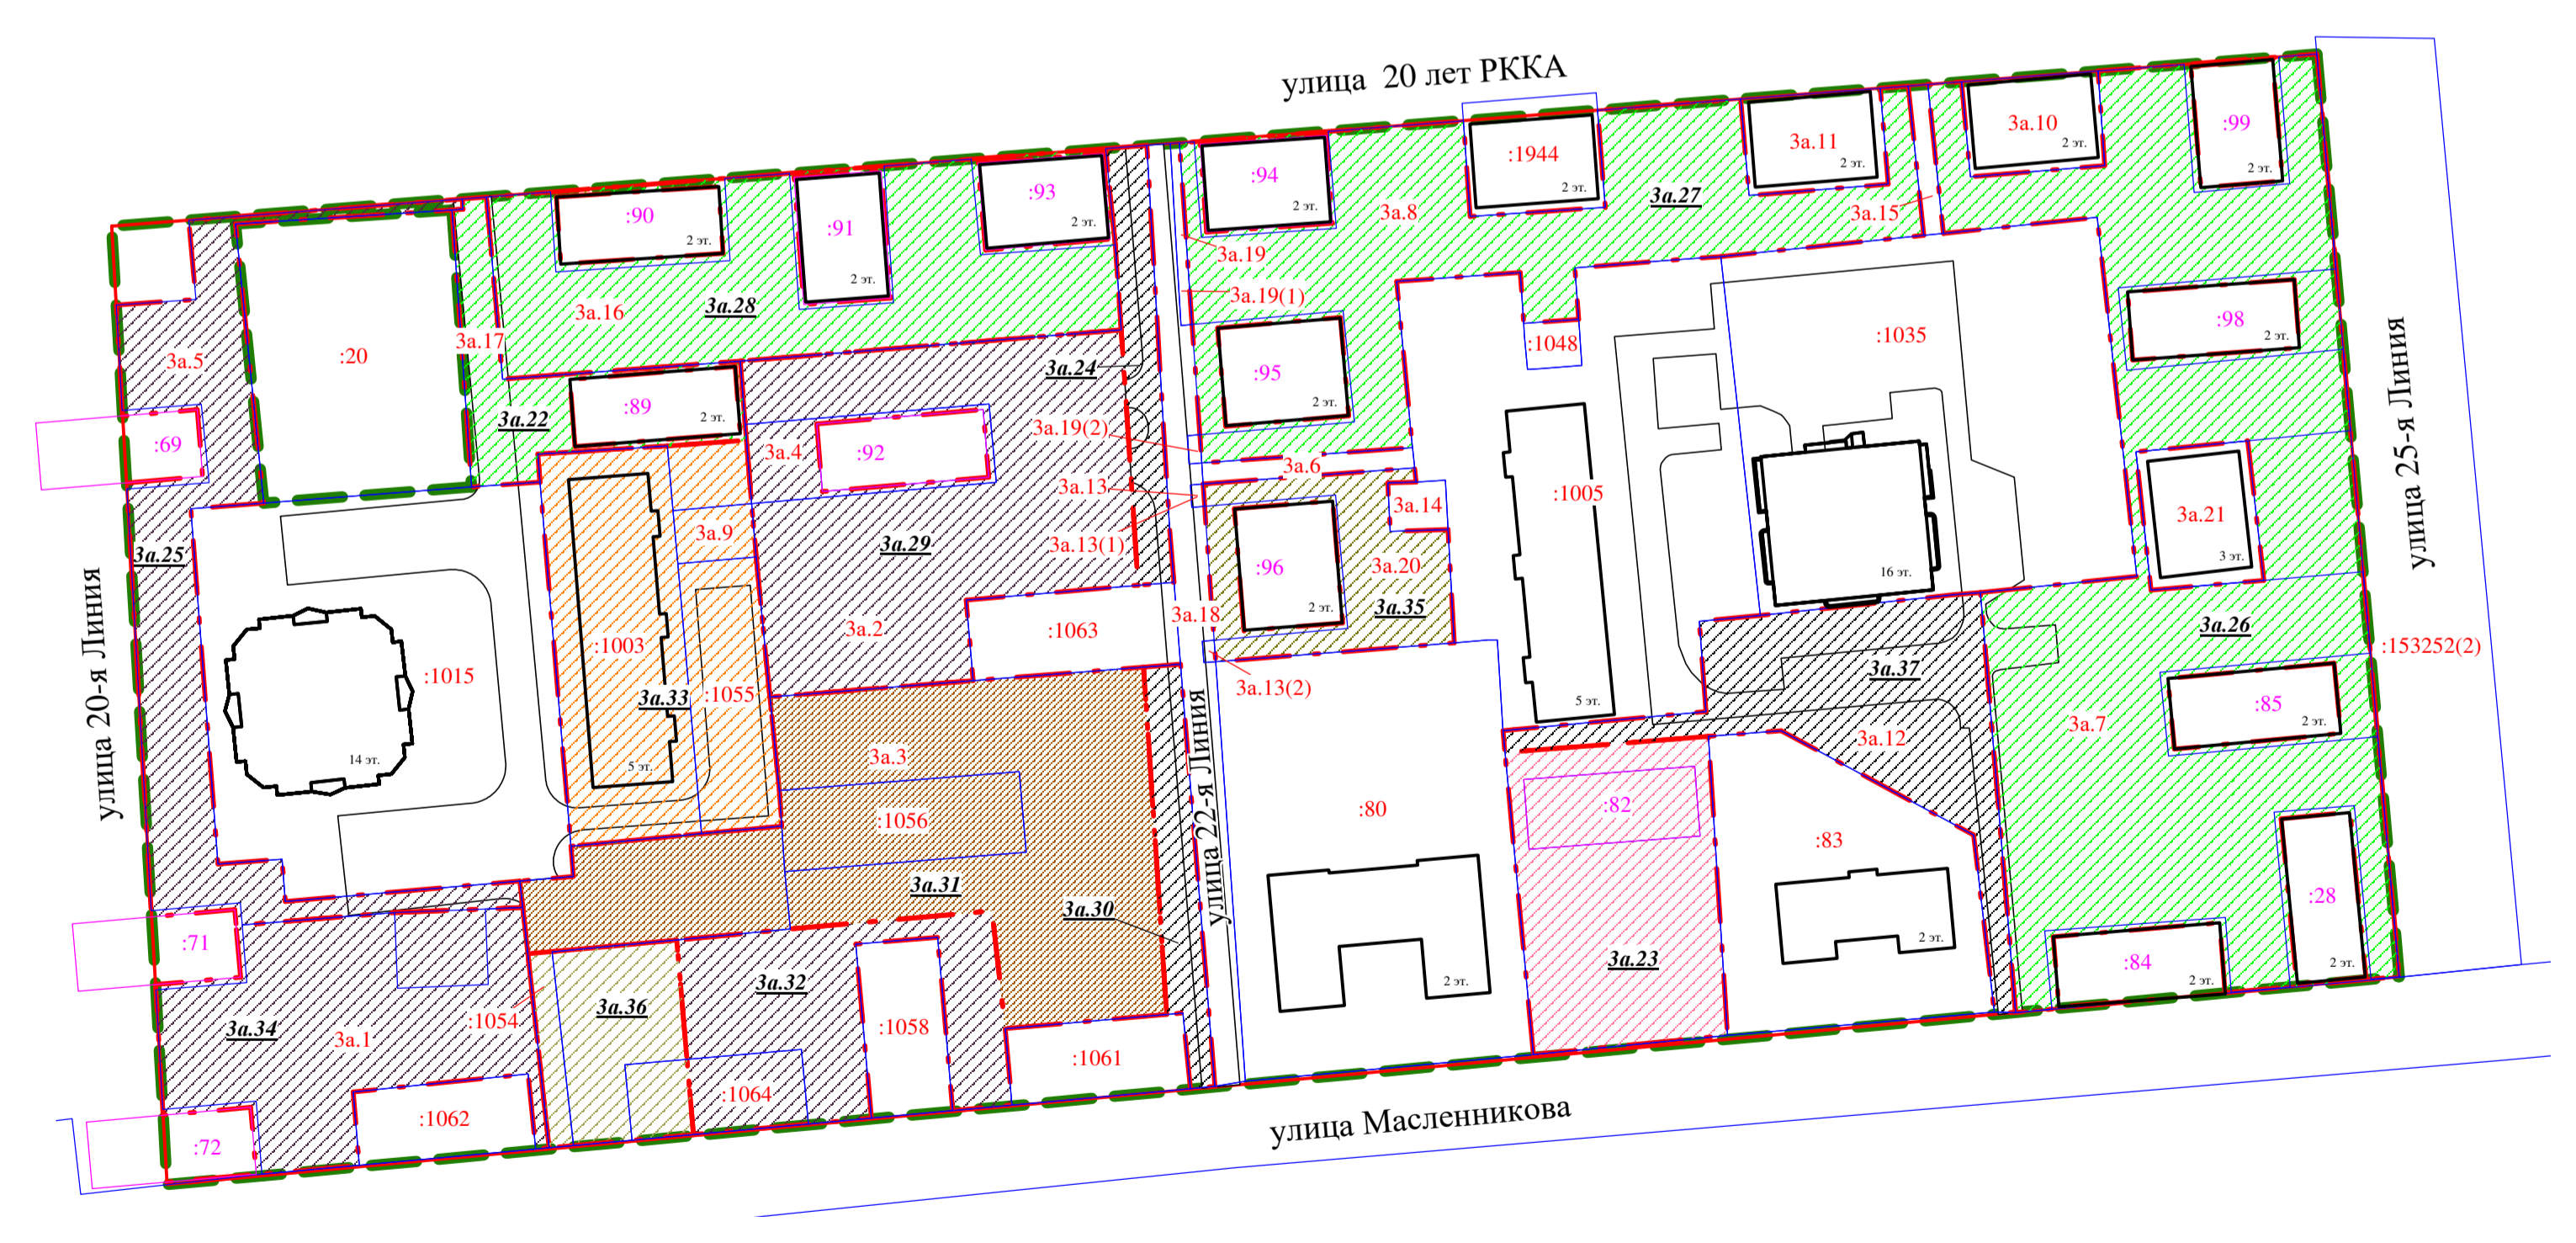 улица 20 лет РККА
:99
3а.10
2 эт.
2 эт.
3а.11
2 эт.
:1944
2 эт.
:94
2 эт.
3а.27
3а.8
3а.15
:93
2 эт.
:90
2 эт.
:91
2 эт.
3а.19
3а.19(1)
3а.28
3а.16
:98
2 эт.
:1035
:1048
3а.17
:20
3а.5
3а.24
:95
2 эт.
:89
2 эт.
3а.22
3а.19(2)
улица 25-я Линия
:69
3а.4
:92
3а.6
3а.13
:1005
3а.14
3а.21
3 эт.
3а.9
3а.29
3а.13(1)
3а.25
:96
2 эт.
3а.20
3а.35
16 эт.
3а.18
3а.2
:1063
3а.26
:153252(2)
:1003
:1015
3а.33
:1055
3а.37
3а.13(2)
5 эт.
улица 20-я Линия
3а.7
:85
2 эт.
3а.12
14 эт.
5 эт.
3а.3
улица 22-я Линия
:80
:82
:83
:1056
3а.31
3а.30
:28
2 эт.
:71
2 эт.
3а.23
:84
2 эт.
2 эт.
3а.32
3а.36
:1054
3а.34
3а.1
:1058
:1061
:1064
:1062
:72
улица Масленникова